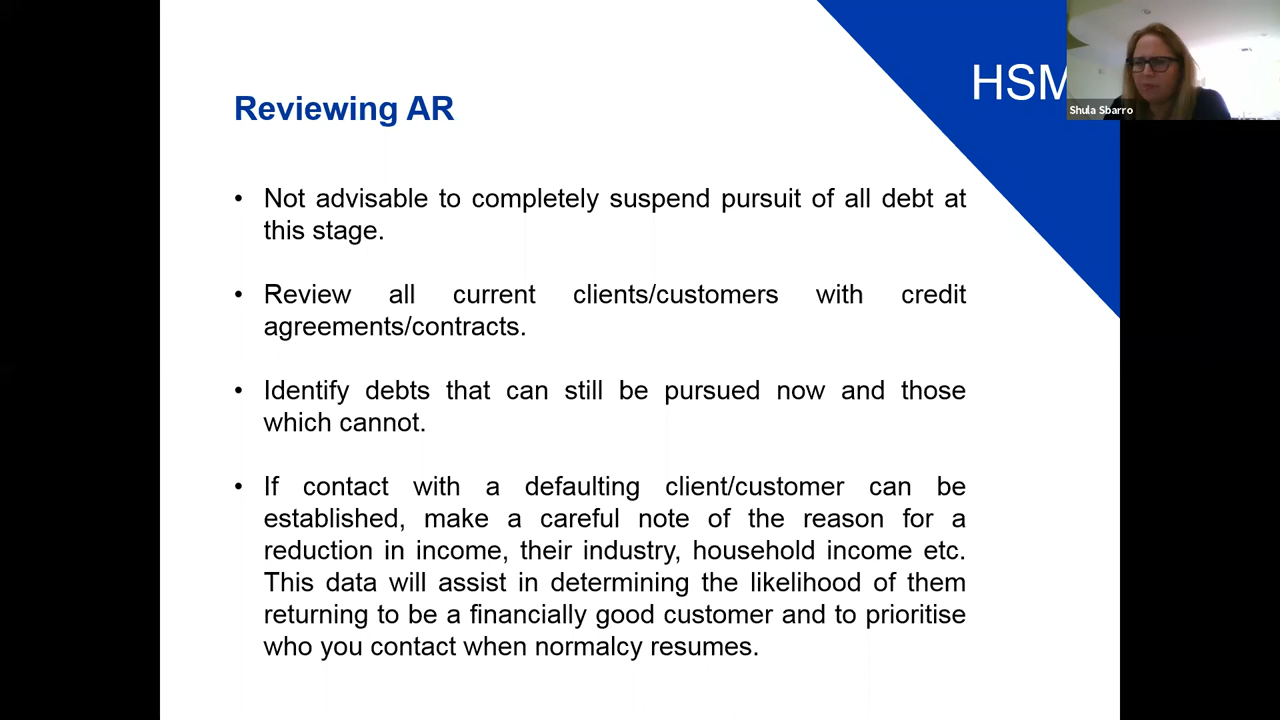 HSM
Shula Sbarro
Reviewing AR
• Not advisable to completely suspend pursuit of all debt at
this stage.
• Review all current clients/customers with credit
agreements/contracts.
• Identify debts that can still be pursued now and those
which cannot.
• If contact with a defaulting client/customer can be
established, make a careful note of the reason for a
reduction in income, their industry, household income etc.
This data will assist in determining the likelihood of them
returning to be a financially good customer and to prioritise
who you contact when normalcy resumes.